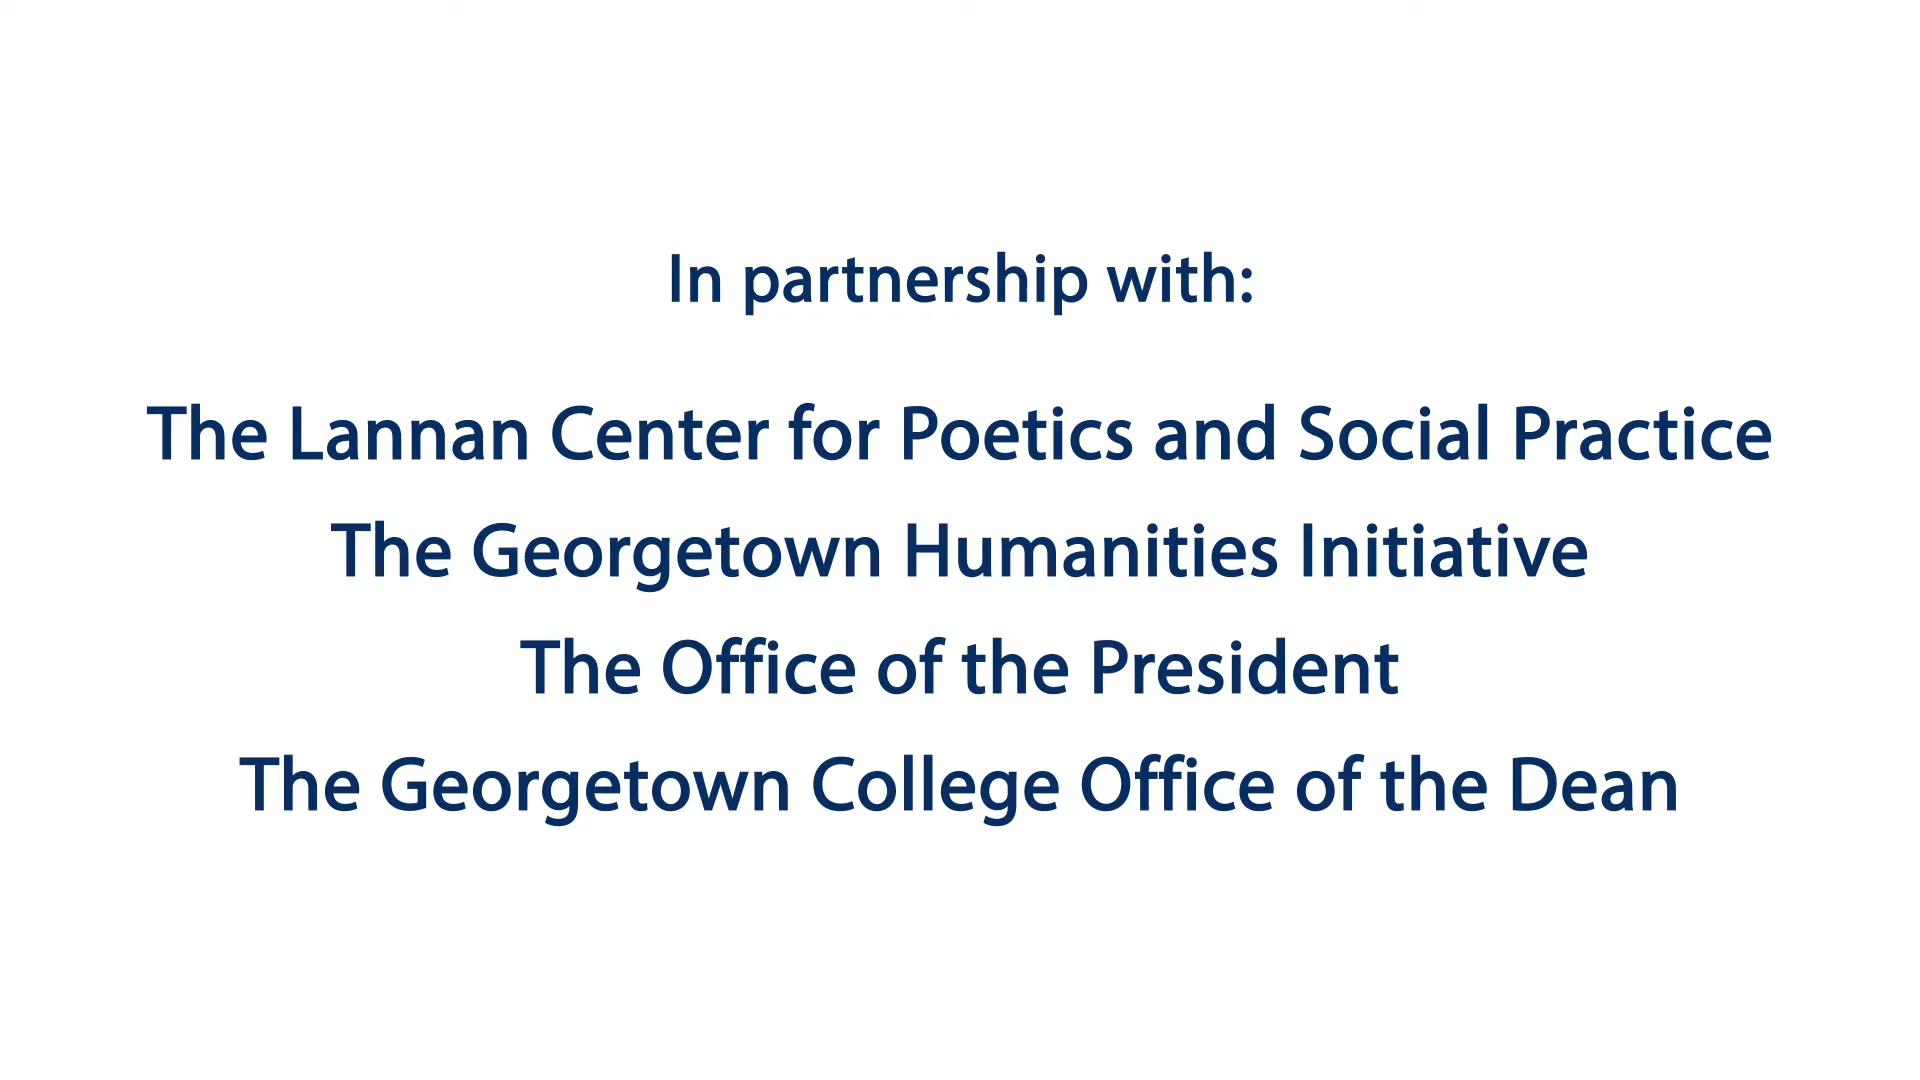 In partnership with:
The Lannan Center for Poetics and Social Practice
The Georgetown Humanities Initiative
The Office of the President
The Georgetown College Office of the Dean